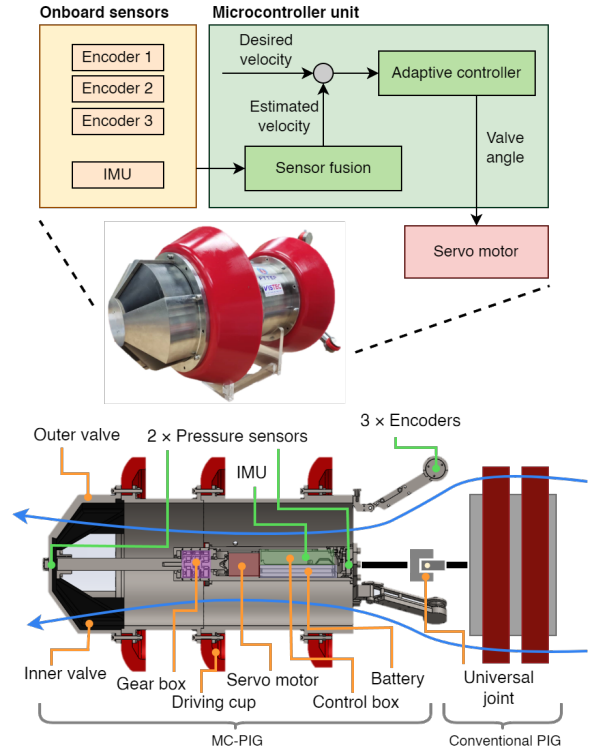 Onboard sensors
Microcontroller unit
Encoder 1
Encoder 2
Encoder 3
IMU
Desired
velocity
Estimated
velocity
Adaptive controller
Sensor fusion
Valve
angle
Servo motor
VISTEC
3 × Encoders
Outer valve
2 × Pressure sensors
IMU
Inner valve
Gear box
Driving cup
Servo motor
Control box
Battery
Universal
joint
MC-PIG
Conventional PIG